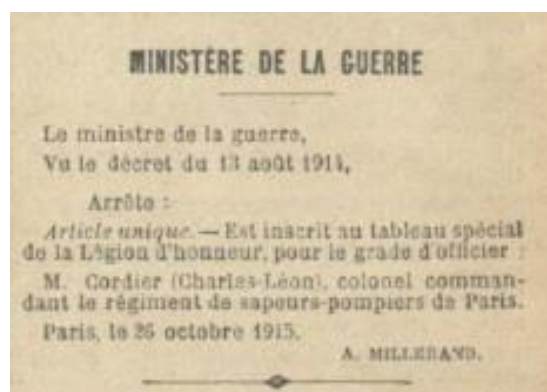 MINISTÈRE DE LA GUERRE
Le ministre de la guerre,
Vu le décret du 13 août 1914,
Arrête :
Article unique. — Est inscrit au tableau spécial
de la Légion d'honneur, pour le grade d'officier :
M. Cordier (Charles-Léon), colonel comman-
dant le régiment de sapeurs-pompiers de Paris.
Paris, le 26 octobre 1915.
A. MILLERAND.